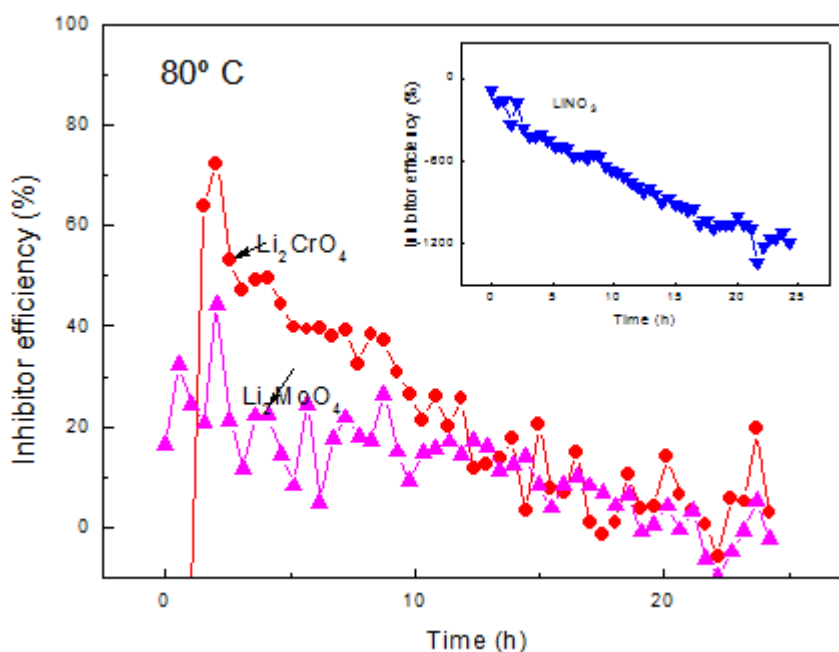 100
80
60
40
20
0
Inhibitor efficiency (%)
80º C
Li2CrO4
Li2MoO4
0
10
20
Time (h)
0
-600
-1200
Inhibitor efficiency (%)
LINO3
0
5
10
15
20
25
Time (h)